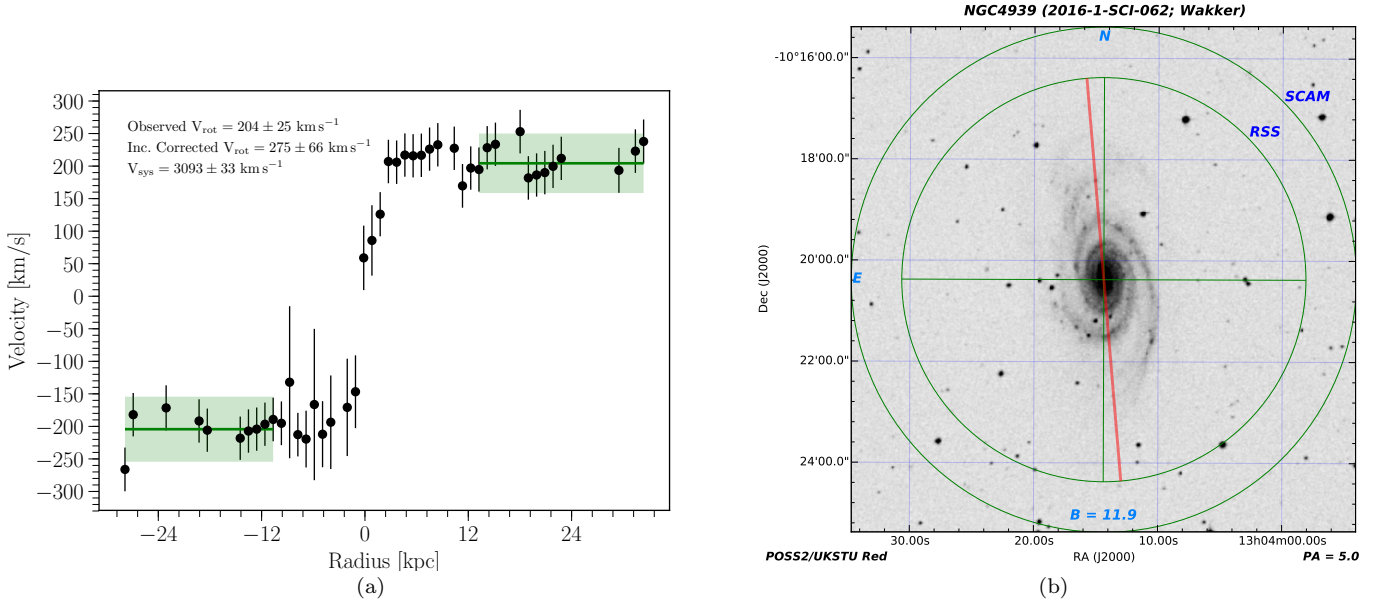 300
250
200
150
100
50
0
−50
−100
−150
−200
−250
−300
Velocity [km/s]
Observed V_rot = 204 ± 25 km s⁻¹
Inc. Corrected V_rot = 275 ± 66 km s⁻¹
V_sys = 3093 ± 33 km s⁻¹
−24 −12 0 12 24
Radius [kpc]
(a)
NGC4939 (2016-1-SCI-062; Wakker)
N
SCAM
RSS
E
-10°16'00.0"
18'00.0"
20'00.0"
22'00.0"
24'00.0"
Dec (J2000)
B = 11.9
30.00s 20.00s 10.00s 13h04m00.00s
POSS2/UKSTU Red RA (J2000) PA = 5.0
(b)